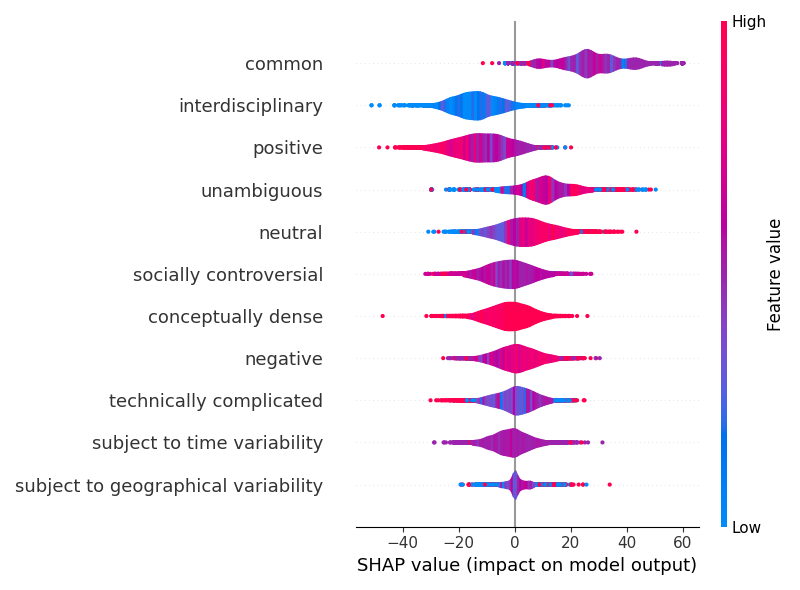 High
common
interdisciplinary
positive
unambiguous
neutral
socially controversial
conceptually dense
negative
technically complicated
subject to time variability
subject to geographical variability
Feature value
Low
−40 −20 0 20 40 60
SHAP value (impact on model output)